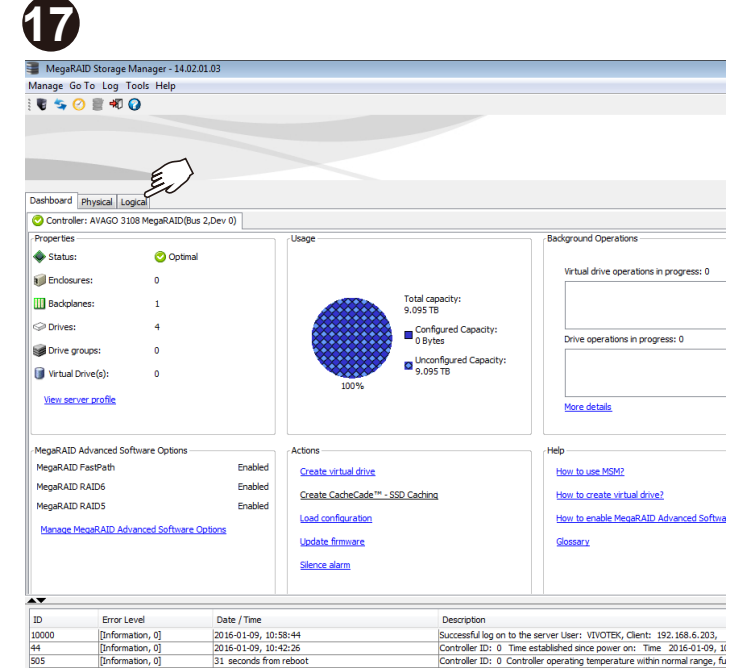 17
MegaRAID Storage Manager - 14.02.01.03
Manage Go To Log Tools Help
Dashboard Physical Logical
Controller: AVAGO 3108 MegaRAID(Bus 2,Dev 0)
Properties
Status: Optimal
Enclosures: 0
Backplanes: 1
Drives: 4
Drive groups: 0
Virtual Drive(s): 0
View server profile
Usage
Total capacity:
9.095 TB
Configured Capacity:
0 Bytes
Unconfigured Capacity:
9.095 TB
100%
Background Operations
Virtual drive operations in progress: 0
Drive operations in progress: 0
More details
MegaRAID Advanced Software Options
MegaRAID FastPath Enabled
MegaRAID RAID6 Enabled
MegaRAID RAID5 Enabled
Manage MegaRAID Advanced Software Options
Actions
Create virtual drive
Create CacheCade™ - SSD Caching
Load configuration
Update firmware
Silence alarm
Help
How to use MSM?
How to create virtual drive?
How to enable MegaRAID Advanced Softwa
Glossary
ID Error Level Date / Time Description
10000 [Information, 0] 2016-01-09, 10:58:44 Successful log on to the server User: VIVOTEK, Client: 192.168.6.203,
44 [Information, 0] 2016-01-09, 10:42:26 Controller ID: 0 Time established since power on: Time 2016-01-09, 10
505 [Information, 0] 31 seconds from reboot Controller ID: 0 Controller operating temperature within normal range, fu